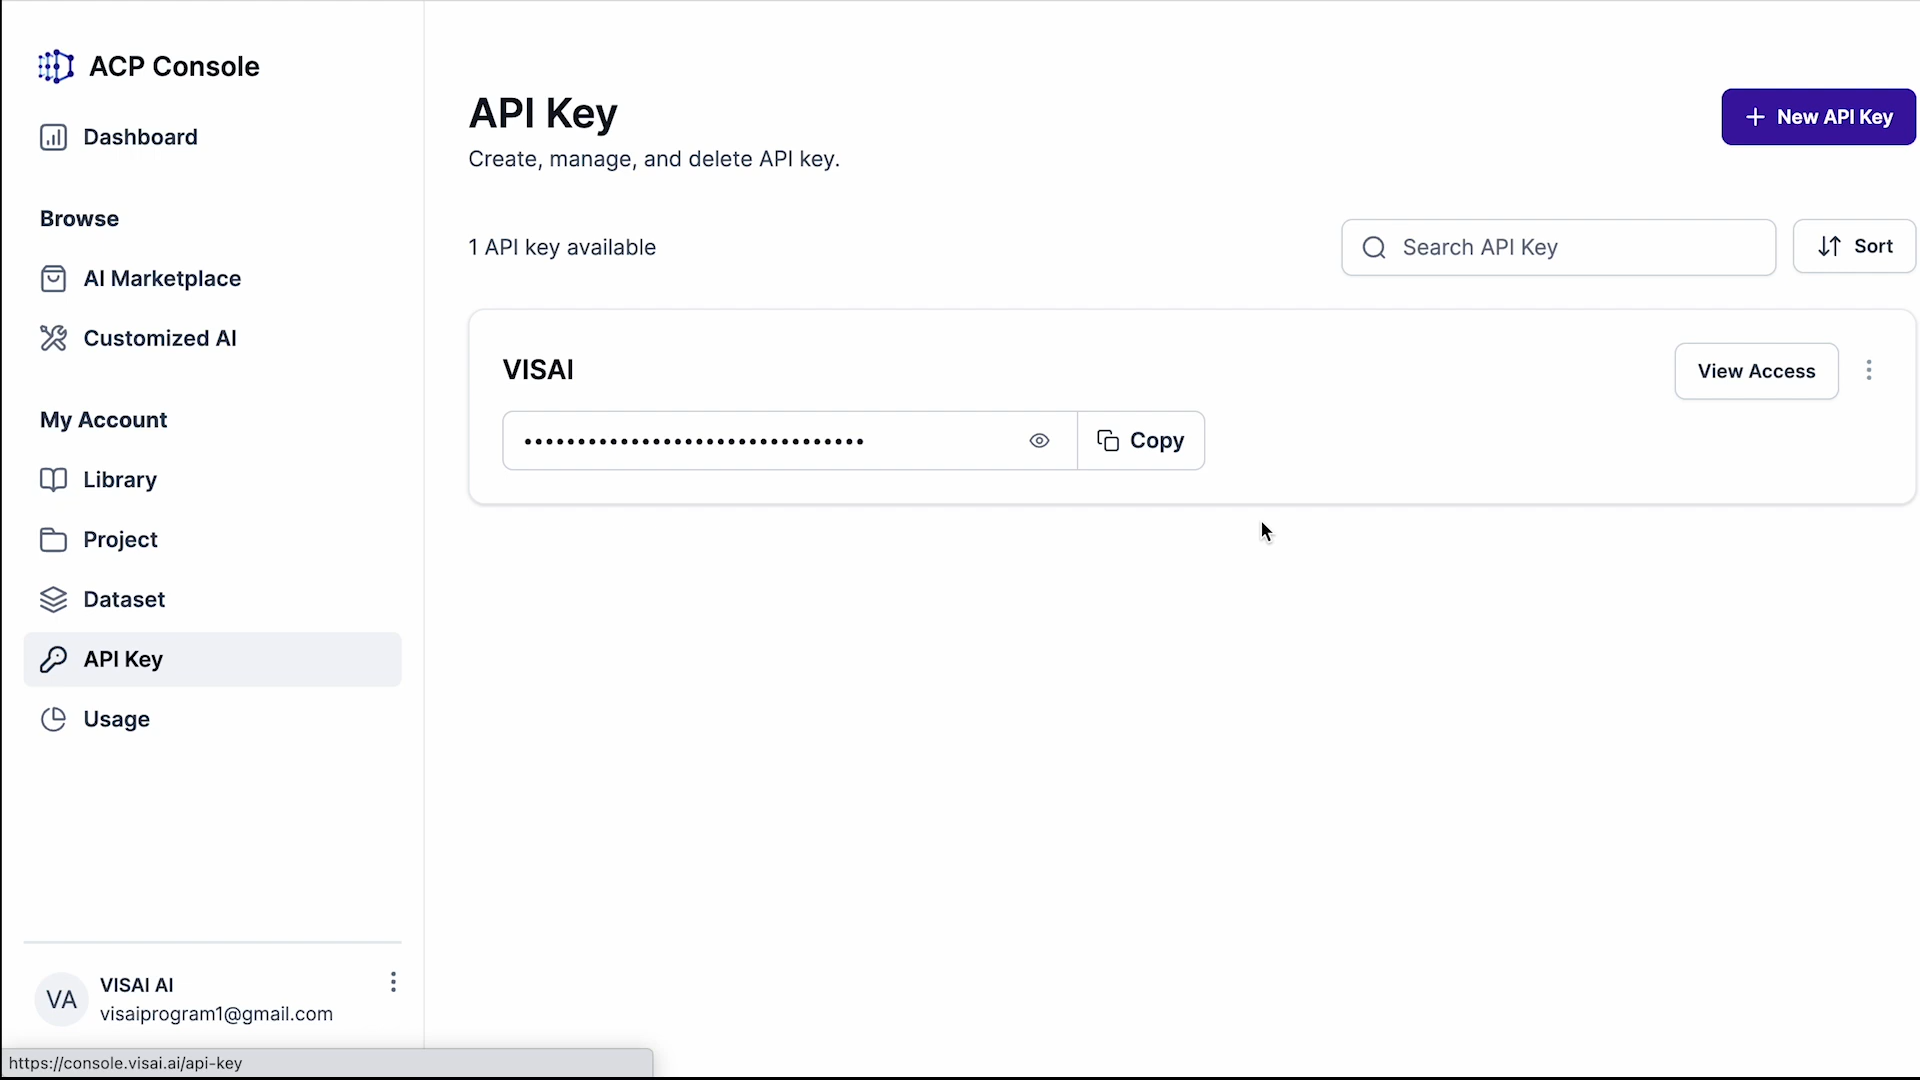 ACP Console
Dashboard
Browse
AI Marketplace
Customized AI
My Account
Library
Project
Dataset
API Key
Usage
VA
VISAI AI
visaiprogram1@gmail.com
https://console.visai.ai/api-key
API Key
Create, manage, and delete API key.
+ New API Key
1 API key available
Search API Key
Sort
VISAI
View Access
••••••••••••••••••••••••••••••••
Copy